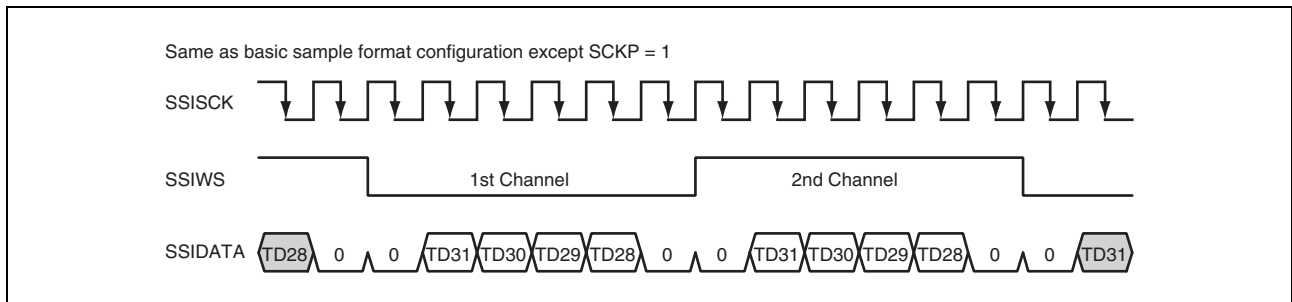 Same as basic sample format configuration except SCKP = 1
SSISCK
SSIWS 1st Channel 2nd Channel
SSIDATA TD28 0 0 TD31 TD30 TD29 TD28 0 0 TD31 TD30 TD29 TD28 0 0 TD31